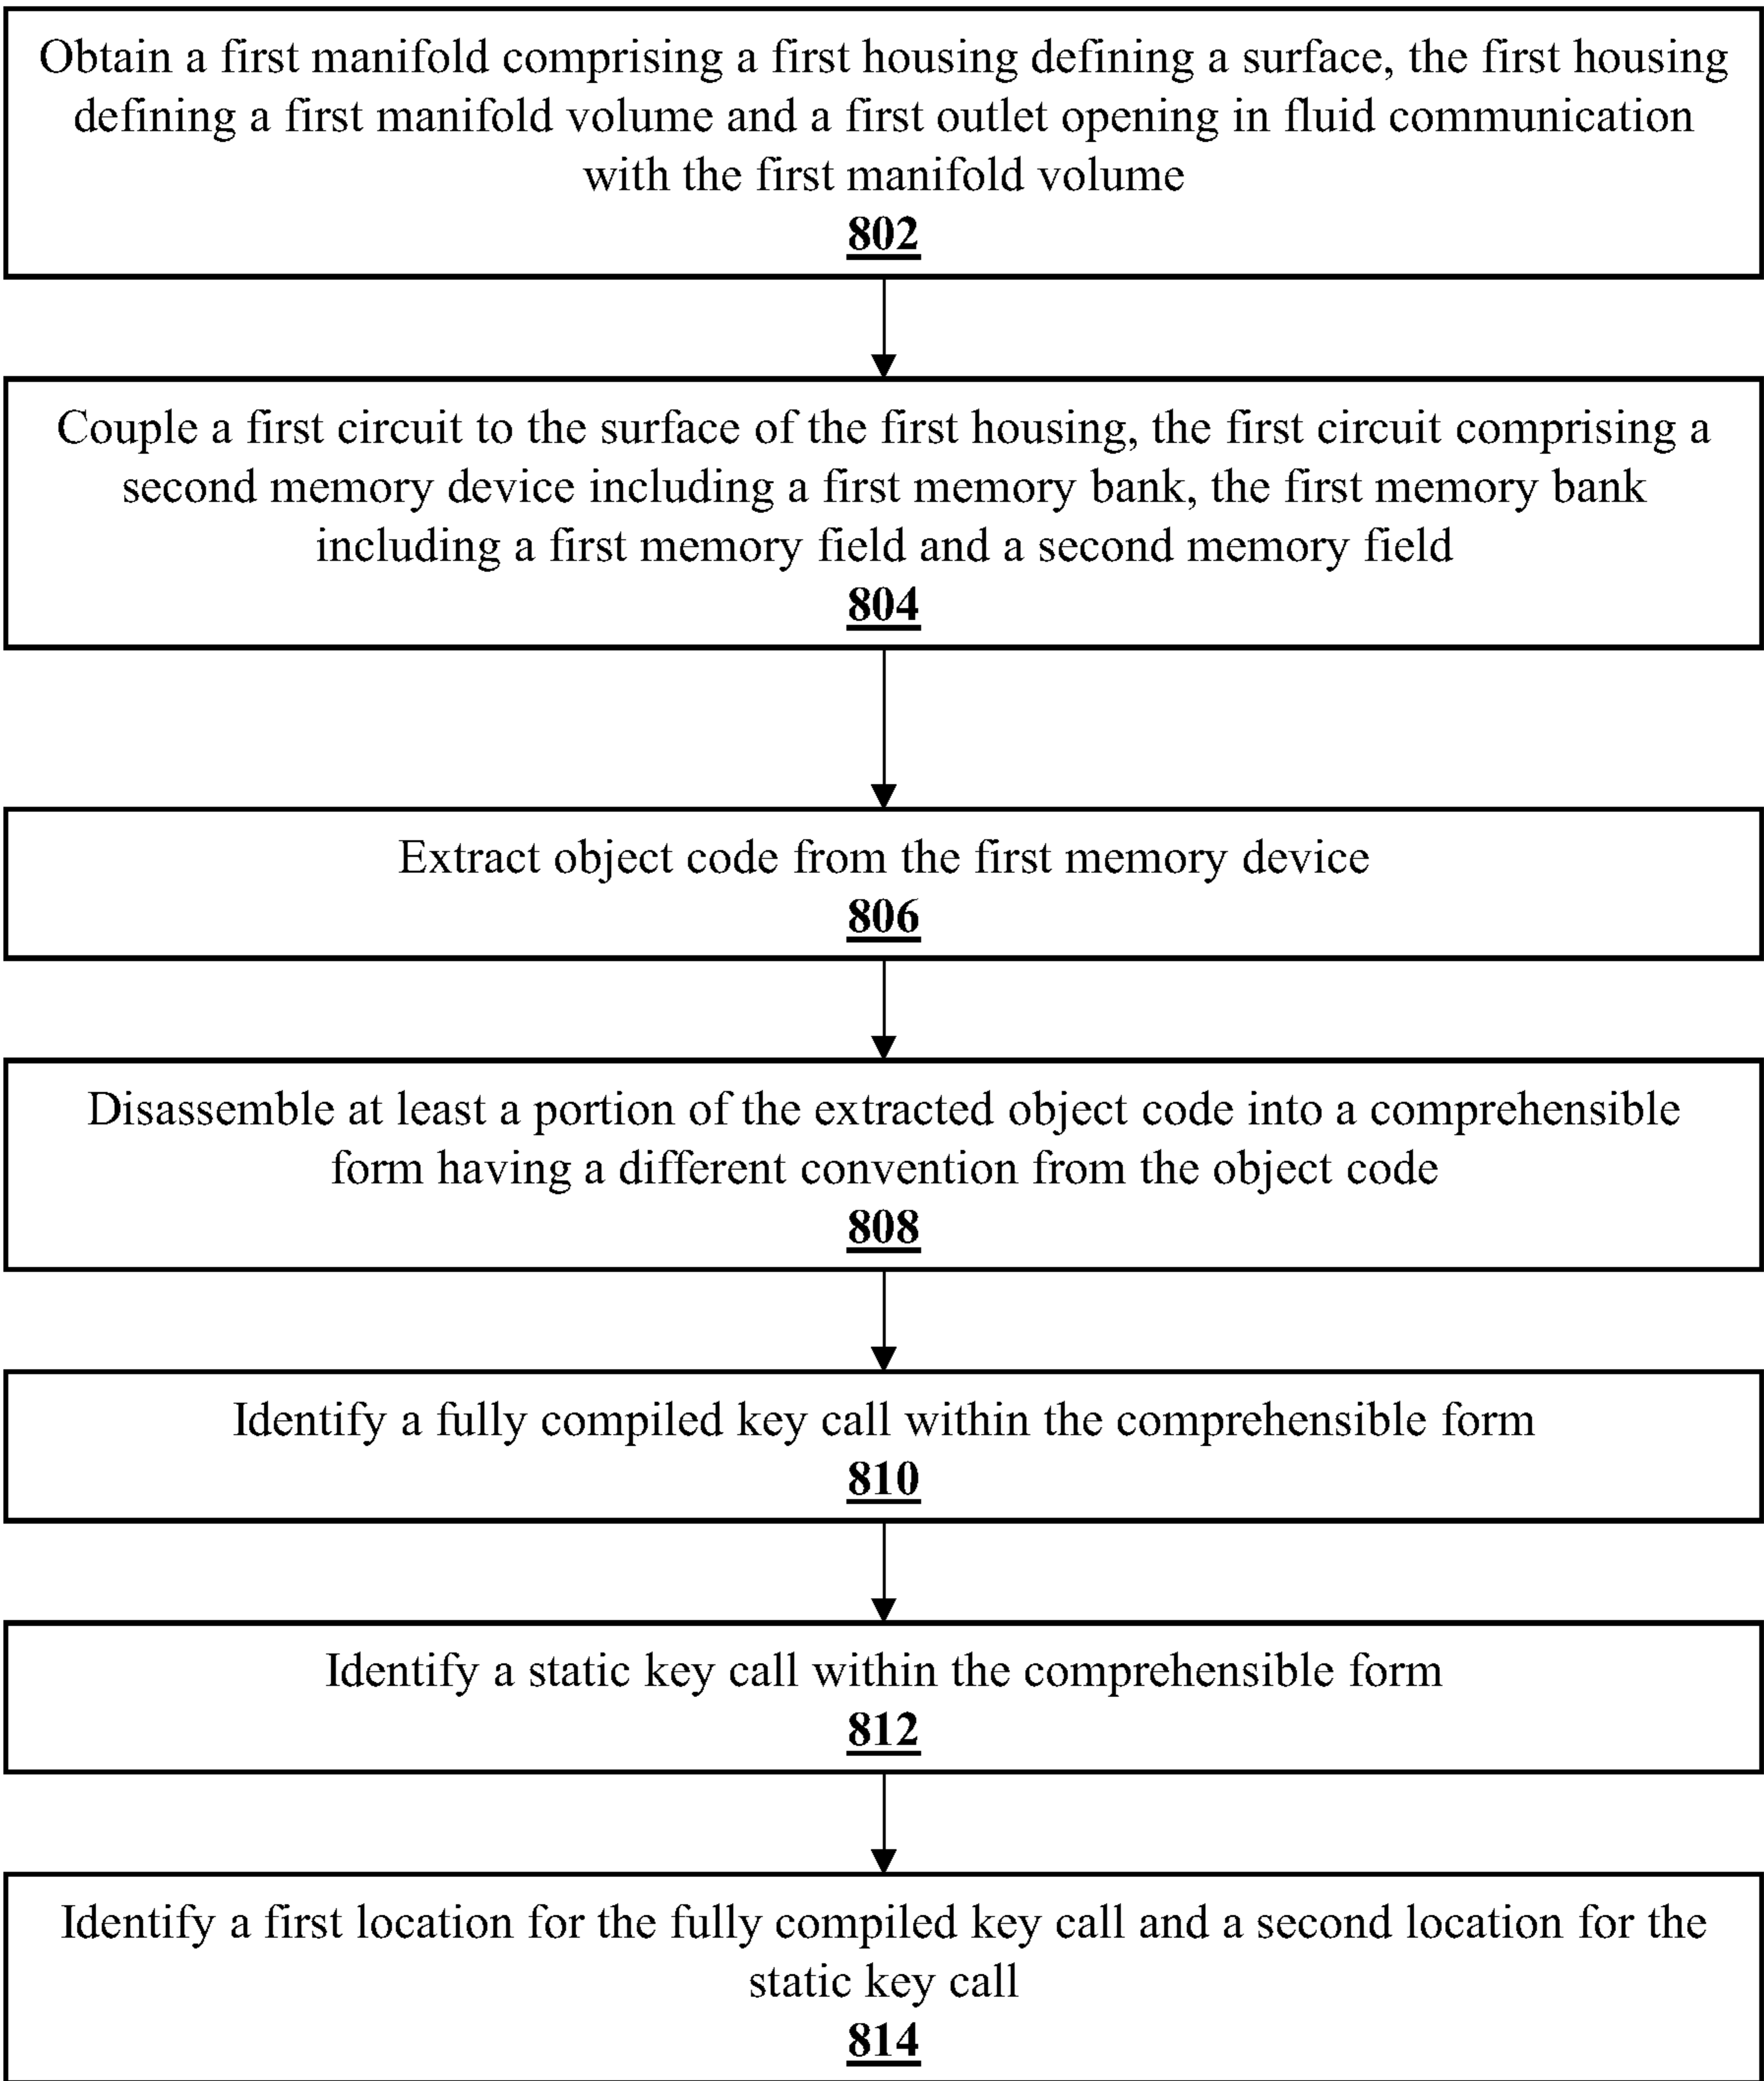 Obtain a first manifold comprising a first housing defining a surface, the first housing
defining a first manifold volume and a first outlet opening in fluid communication
with the first manifold volume
802
Couple a first circuit to the surface of the first housing, the first circuit comprising a
second memory device including a first memory bank, the first memory bank
including a first memory field and a second memory field
804
Extract object code from the first memory device
806
Disassemble at least a portion of the extracted object code into a comprehensible
form having a different convention from the object code
808
Identify a fully compiled key call within the comprehensible form
810
Identify a static key call within the comprehensible form
812
Identify a first location for the fully compiled key call and a second location for the
static key call
814